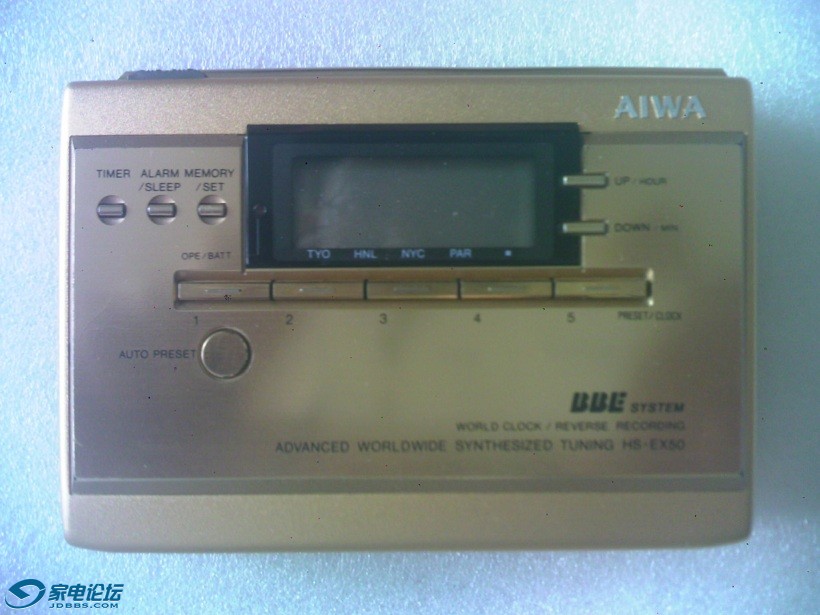 AIWA
TIMER ALARM MEMORY
/SLEEP /SET
UP / HOUR
DOWN · MIN
TYO HNL NYC PAR
OPE/BATT
1 2 3 4 5 PRESET/CLOCK
AUTO PRESET
BBE SYSTEM
WORLD CLOCK / REVERSE RECORDING
ADVANCED WORLDWIDE SYNTHESIZED TUNING HS-EX50
家电论坛
JDBBS.COM